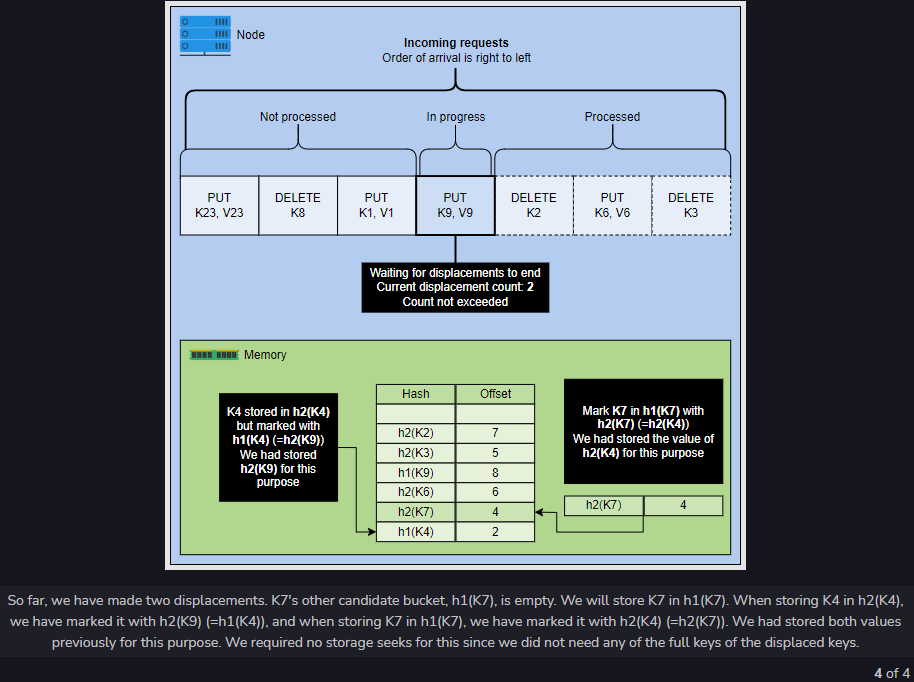 Node
Incoming requests
Order of arrival is right to left
Not processed
In progress
Processed
PUT
K23, V23
DELETE
K8
PUT
K1, V1
PUT
K9, V9
DELETE
K2
PUT
K6, V6
DELETE
K3
Waiting for displacements to end
Current displacement count: 2
Count not exceeded
Memory
K4 stored in h2(K4)
but marked with
h1(K4) (=h2(K9))
We had stored
h2(K9) for this
purpose
Hash Offset
h2(K2) 7
h2(K3) 5
h1(K9) 8
h2(K6) 6
h2(K7) 4
h1(K4) 2
Mark K7 in h1(K7) with
h2(K7) (=h2(K4))
We had stored the value of
h2(K4) for this purpose
h2(K7) 4
So far, we have made two displacements. K7's other candidate bucket, h1(K7), is empty. We will store K7 in h1(K7). When storing K4 in h2(K4),
we have marked it with h2(K9) (=h1(K4)), and when storing K7 in h1(K7), we have marked it with h2(K4) (=h2(K7)). We had stored both values
previously for this purpose. We required no storage seeks for this since we did not need any of the full keys of the displaced keys.
4 of 4